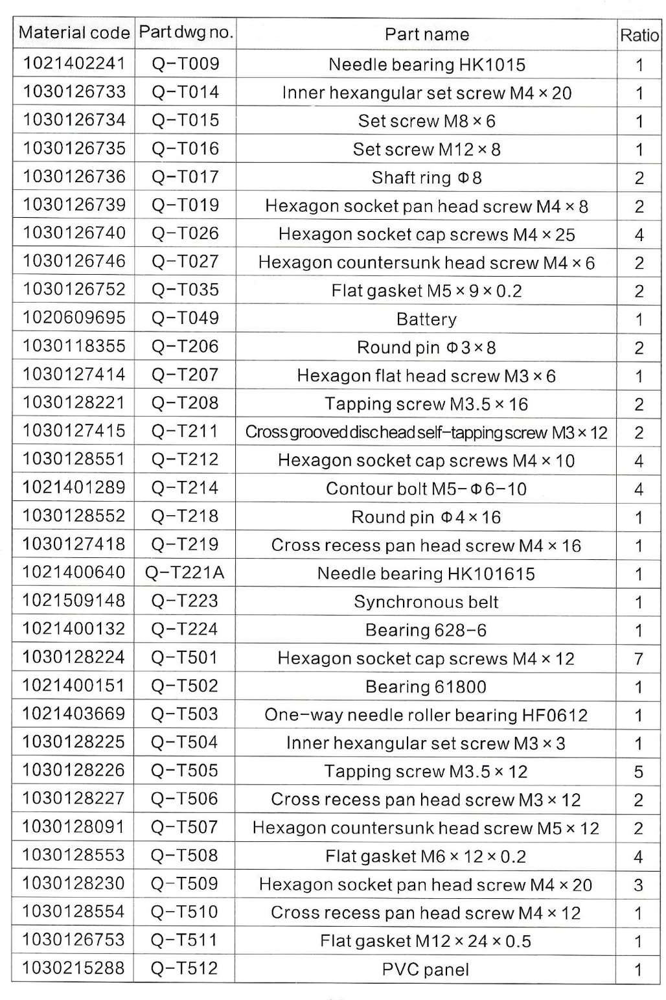 Material code Part dwg no. Part name Ratio
1021402241 Q-T009 Needle bearing HK1015 1
1030126733 Q-T014 Inner hexangular set screw M4 × 20 1
1030126734 Q-T015 Set screw M8 × 6 1
1030126735 Q-T016 Set screw M12 × 8 1
1030126736 Q-T017 Shaft ring Φ8 2
1030126739 Q-T019 Hexagon socket pan head screw M4 × 8 2
1030126740 Q-T026 Hexagon socket cap screws M4 × 25 4
1030126746 Q-T027 Hexagon countersunk head screw M4 × 6 2
1030126752 Q-T035 Flat gasket M5 × 9 × 0.2 2
1020609695 Q-T049 Battery 1
1030118355 Q-T206 Round pin Φ3 × 8 2
1030127414 Q-T207 Hexagon flat head screw M3 × 6 1
1030128221 Q-T208 Tapping screw M3.5 × 16 2
1030127415 Q-T211 Cross grooved disc head self-tapping screw M3 × 12 2
1030128551 Q-T212 Hexagon socket cap screws M4 × 10 4
1021401289 Q-T214 Contour bolt M5-Φ6-10 4
1030128552 Q-T218 Round pin Φ4 × 16 1
1030127418 Q-T219 Cross recess pan head screw M4 × 16 1
1021400640 Q-T221A Needle bearing HK101615 1
1021509148 Q-T223 Synchronous belt 1
1021400132 Q-T224 Bearing 628-6 1
1030128224 Q-T501 Hexagon socket cap screws M4 × 12 7
1021400151 Q-T502 Bearing 61800 1
1021403669 Q-T503 One-way needle roller bearing HF0612 1
1030128225 Q-T504 Inner hexangular set screw M3 × 3 1
1030128226 Q-T505 Tapping screw M3.5 × 12 5
1030128227 Q-T506 Cross recess pan head screw M3 × 12 2
1030128091 Q-T507 Hexagon countersunk head screw M5 × 12 2
1030128553 Q-T508 Flat gasket M6 × 12 × 0.2 4
1030128230 Q-T509 Hexagon socket pan head screw M4 × 20 3
1030128554 Q-T510 Cross recess pan head screw M4 × 12 1
1030126753 Q-T511 Flat gasket M12 × 24 × 0.5 1
1030215288 Q-T512 PVC panel 1